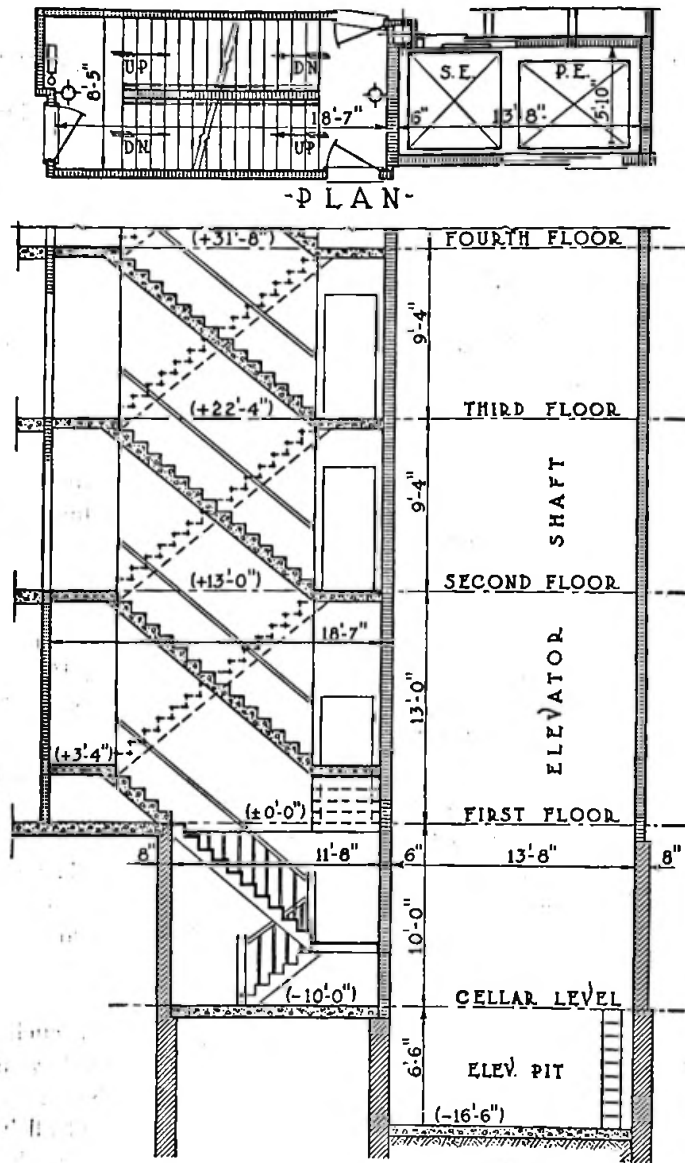 UP
DN
S.E.
P.E.
8'-5"
18'-7"
6"
13'-8"
5'-10"
DN
UP
-PLAN-
(+31'-8")
FOURTH FLOOR
9'-4"
(+22'-4")
THIRD FLOOR
9'-4"
SHAFT
(+13'-0")
SECOND FLOOR
18'-7"
13'-0"
ELEVATOR
(+3'-4")
(±0'-0")
FIRST FLOOR
8"
11'-8"
6"
13'-8"
8"
10'-0"
(-10'-0")
CELLAR LEVEL
6'-6"
ELEV. PIT
(-16'-6")